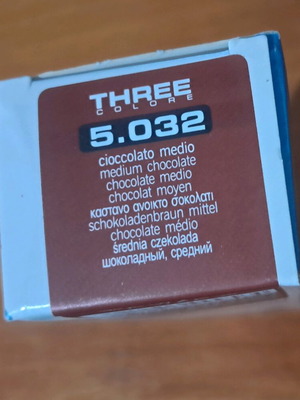 THREE
COLORE
5.032
cioccolato medio
medium chocolate
chocolate medio
chocolat moyen
καστανο ανοικτο σοκολατι
schokoladenbraun mittel
chocolate médio
średnia czekolada
шоколадный, средний